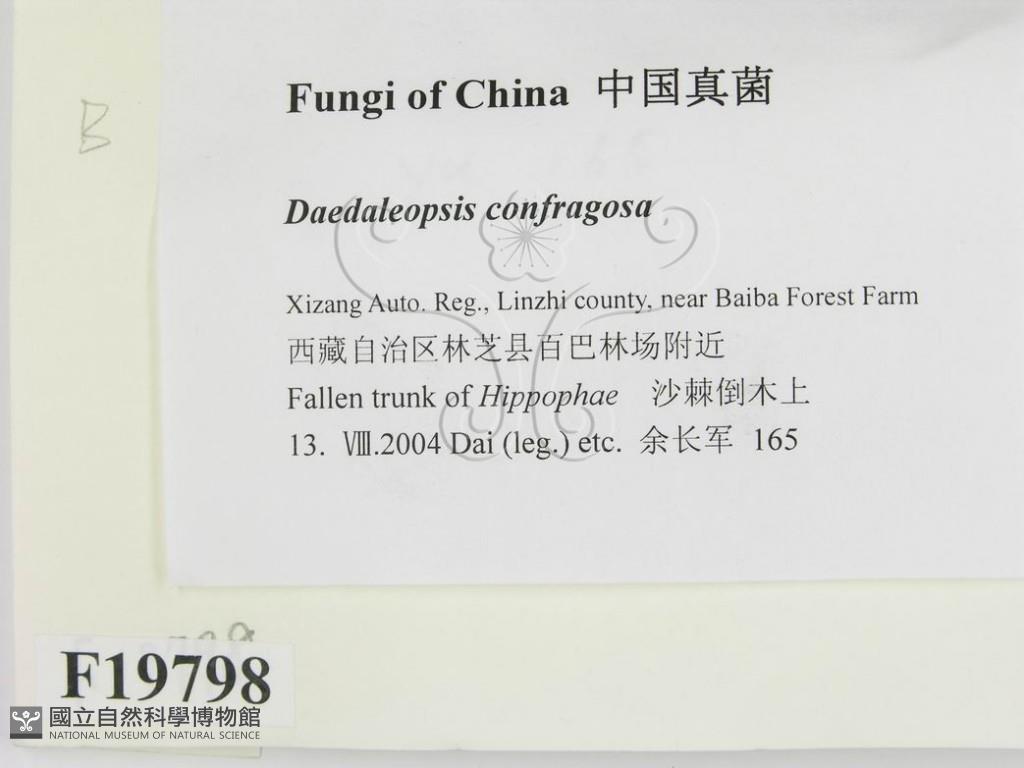 Fungi of China 中国真菌
B
Daedaleopsis confragosa
Xizang Auto. Reg., Linzhi county, near Baiba Forest Farm
西藏自治区林芝县百巴林场附近
Fallen trunk of Hippophae 沙棘倒木上
13. Ⅷ.2004 Dai (leg.) etc. 余长军 165
F19798
國立自然科學博物館
NATIONAL MUSEUM OF NATURAL SCIENCE